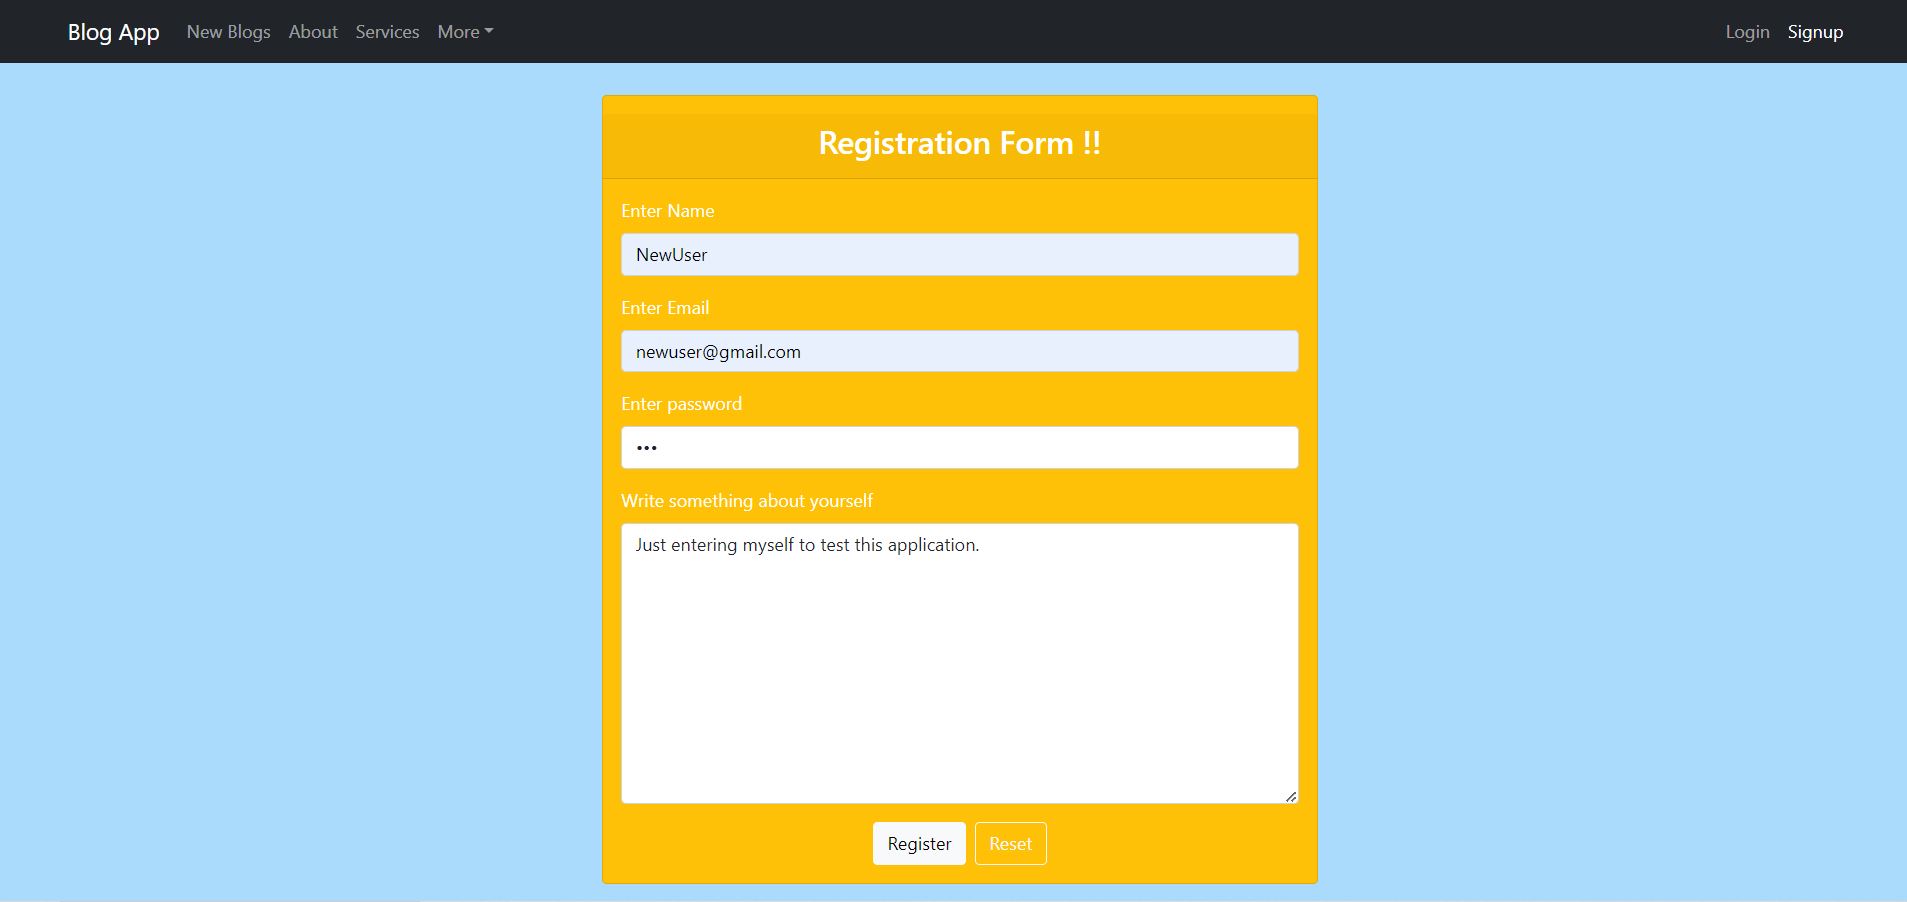 Blog App New Blogs About Services More Login Signup
Registration Form !!
Enter Name
NewUser
Enter Email
newuser@gmail.com
Enter password
•••
Write something about yourself
Just entering myself to test this application.
Register Reset